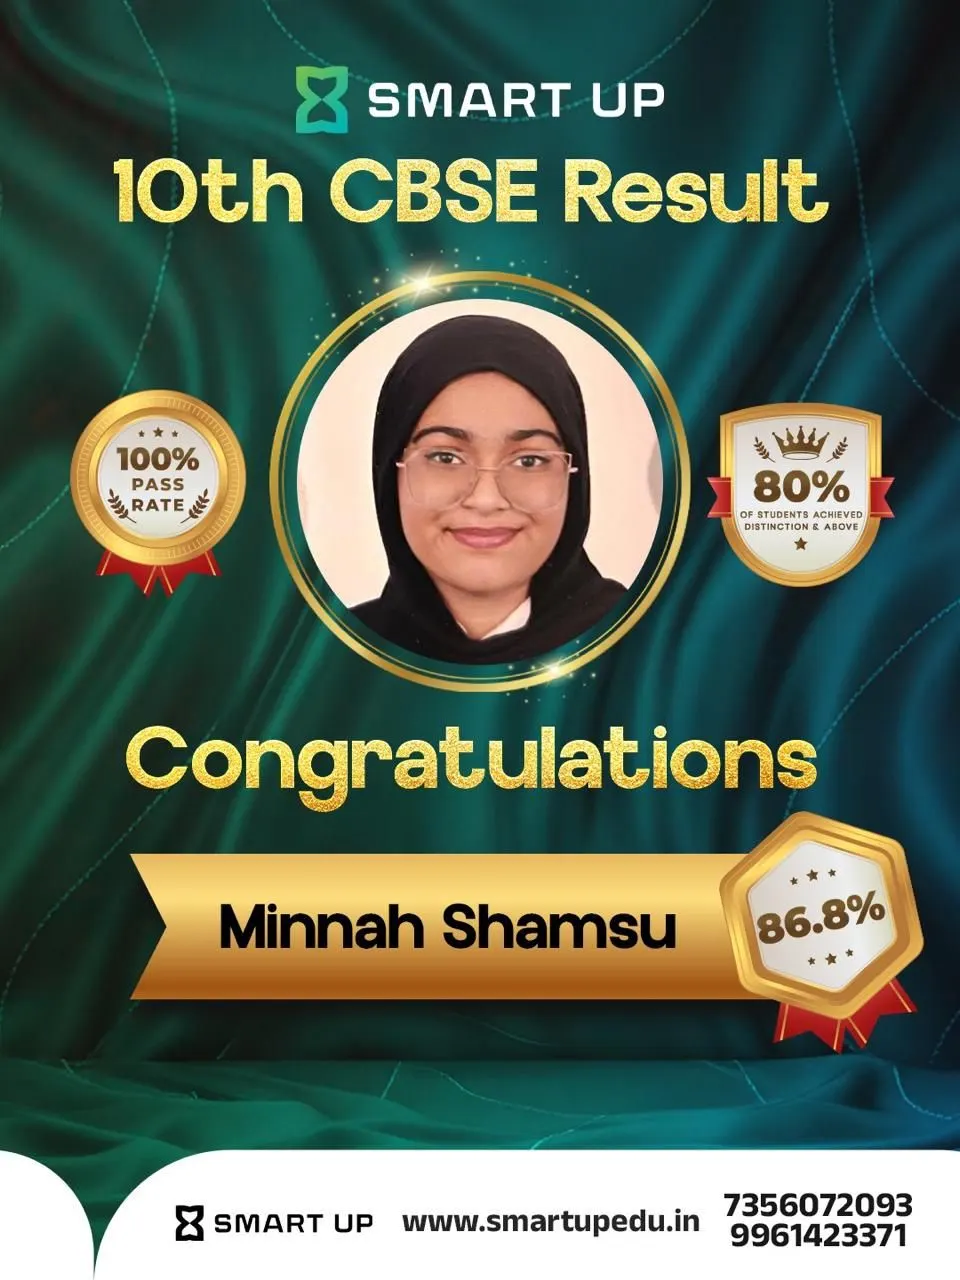 SMART UP
10th CBSE Result
100%
PASS
RATE
80%
OF STUDENTS ACHIEVED
DISTINCTION & ABOVE
Congratulations
Minnah Shamsu
86.8%
SMART UP
www.smartupedu.in
7356072093
9961423371